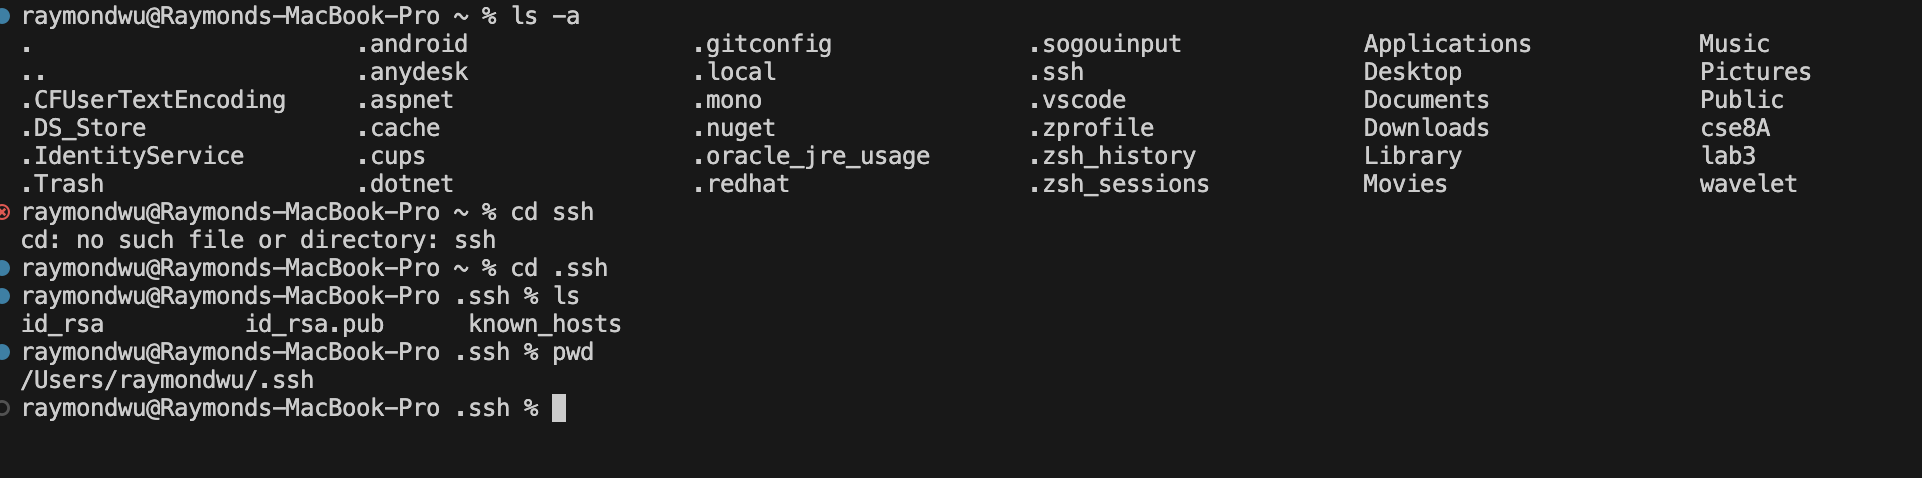 raymondwu@Raymonds-MacBook-Pro ~ % ls -a
. .android .gitconfig .sogouinput Applications Music
.. .anydesk .local .ssh Desktop Pictures
.CFUserTextEncoding .aspnet .mono .vscode Documents Public
.DS_Store .cache .nuget .zprofile Downloads cse8A
.IdentityService .cups .oracle_jre_usage .zsh_history Library lab3
.Trash .dotnet .redhat .zsh_sessions Movies wavelet
raymondwu@Raymonds-MacBook-Pro ~ % cd ssh
cd: no such file or directory: ssh
raymondwu@Raymonds-MacBook-Pro ~ % cd .ssh
raymondwu@Raymonds-MacBook-Pro .ssh % ls
id_rsa id_rsa.pub known_hosts
raymondwu@Raymonds-MacBook-Pro .ssh % pwd
/Users/raymondwu/.ssh
raymondwu@Raymonds-MacBook-Pro .ssh %